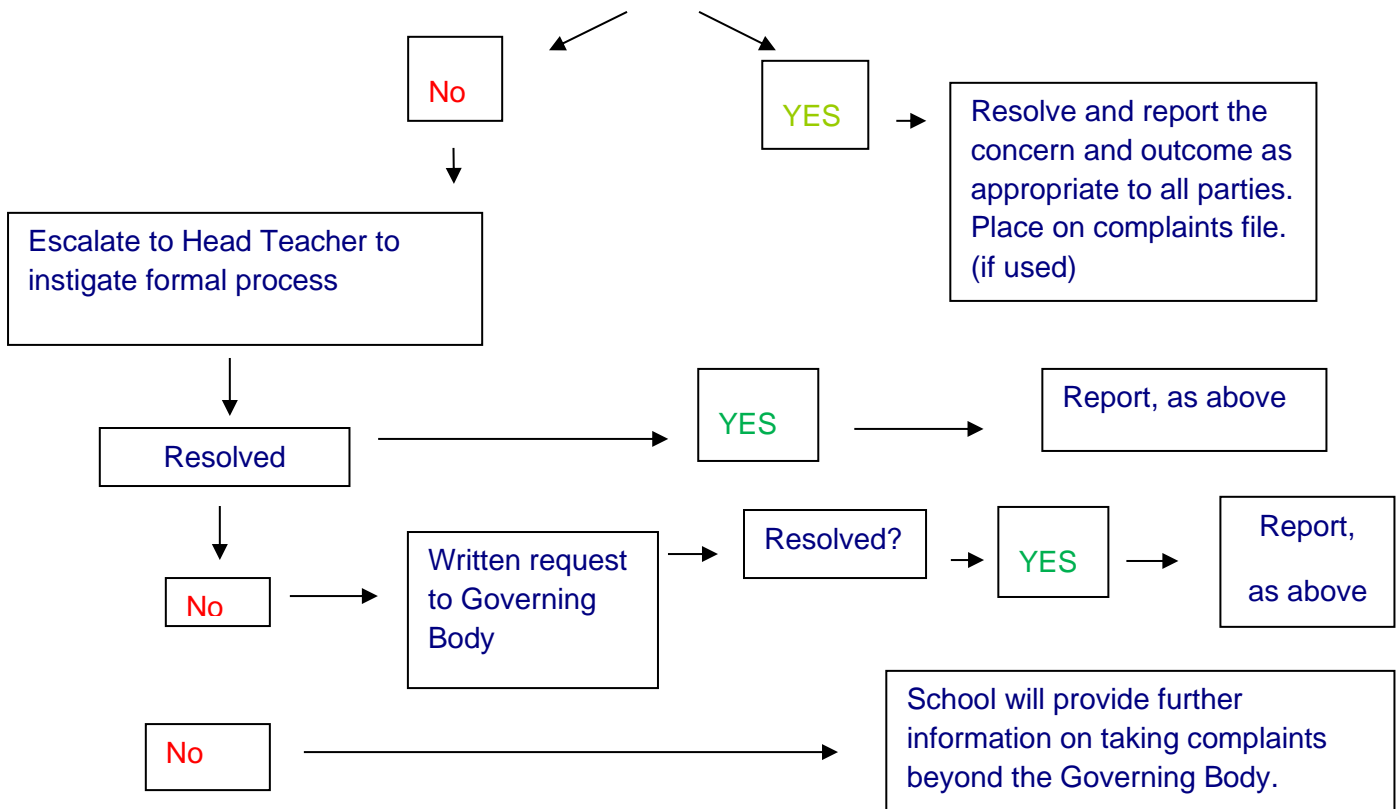 No
YES
Resolve and report the
concern and outcome as
appropriate to all parties.
Place on complaints file.
(if used)
Escalate to Head Teacher to
instigate formal process
Resolved
YES
Report, as above
No
Written request
to Governing
Body
Resolved?
YES
Report,
as above
No
School will provide further
information on taking complaints
beyond the Governing Body.